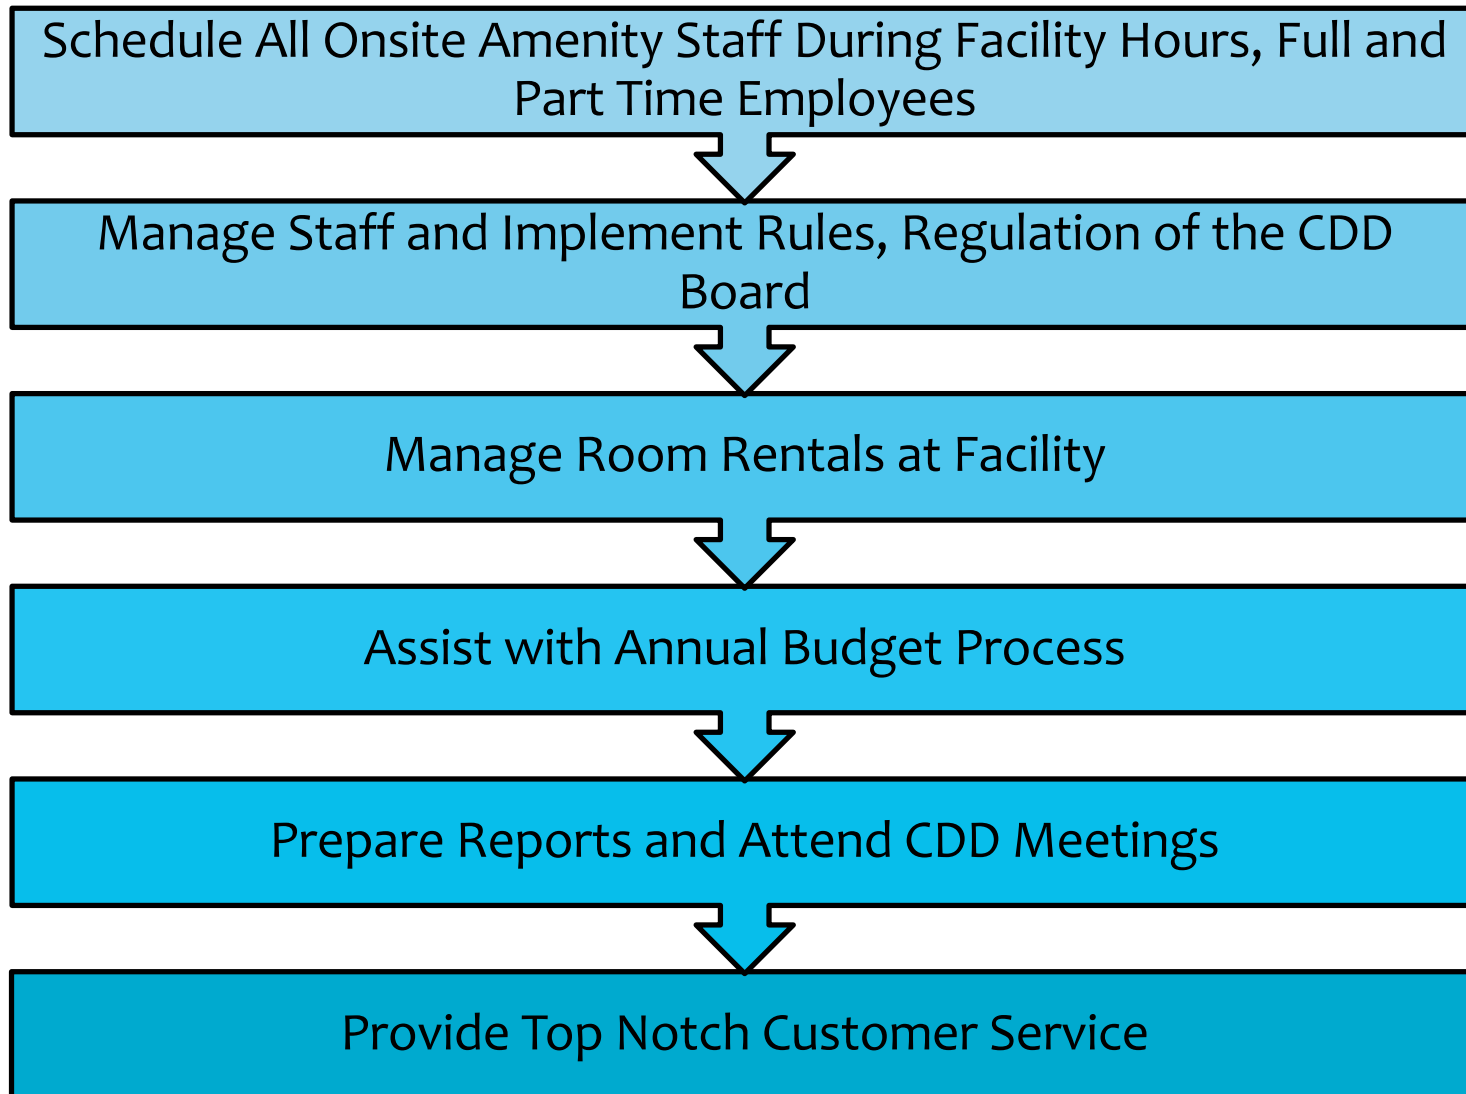 Schedule All Onsite Amenity Staff During Facility Hours, Full and
Part Time Employees
Manage Staff and Implement Rules, Regulation of the CDD
Board
Manage Room Rentals at Facility
Assist with Annual Budget Process
Prepare Reports and Attend CDD Meetings
Provide Top Notch Customer Service